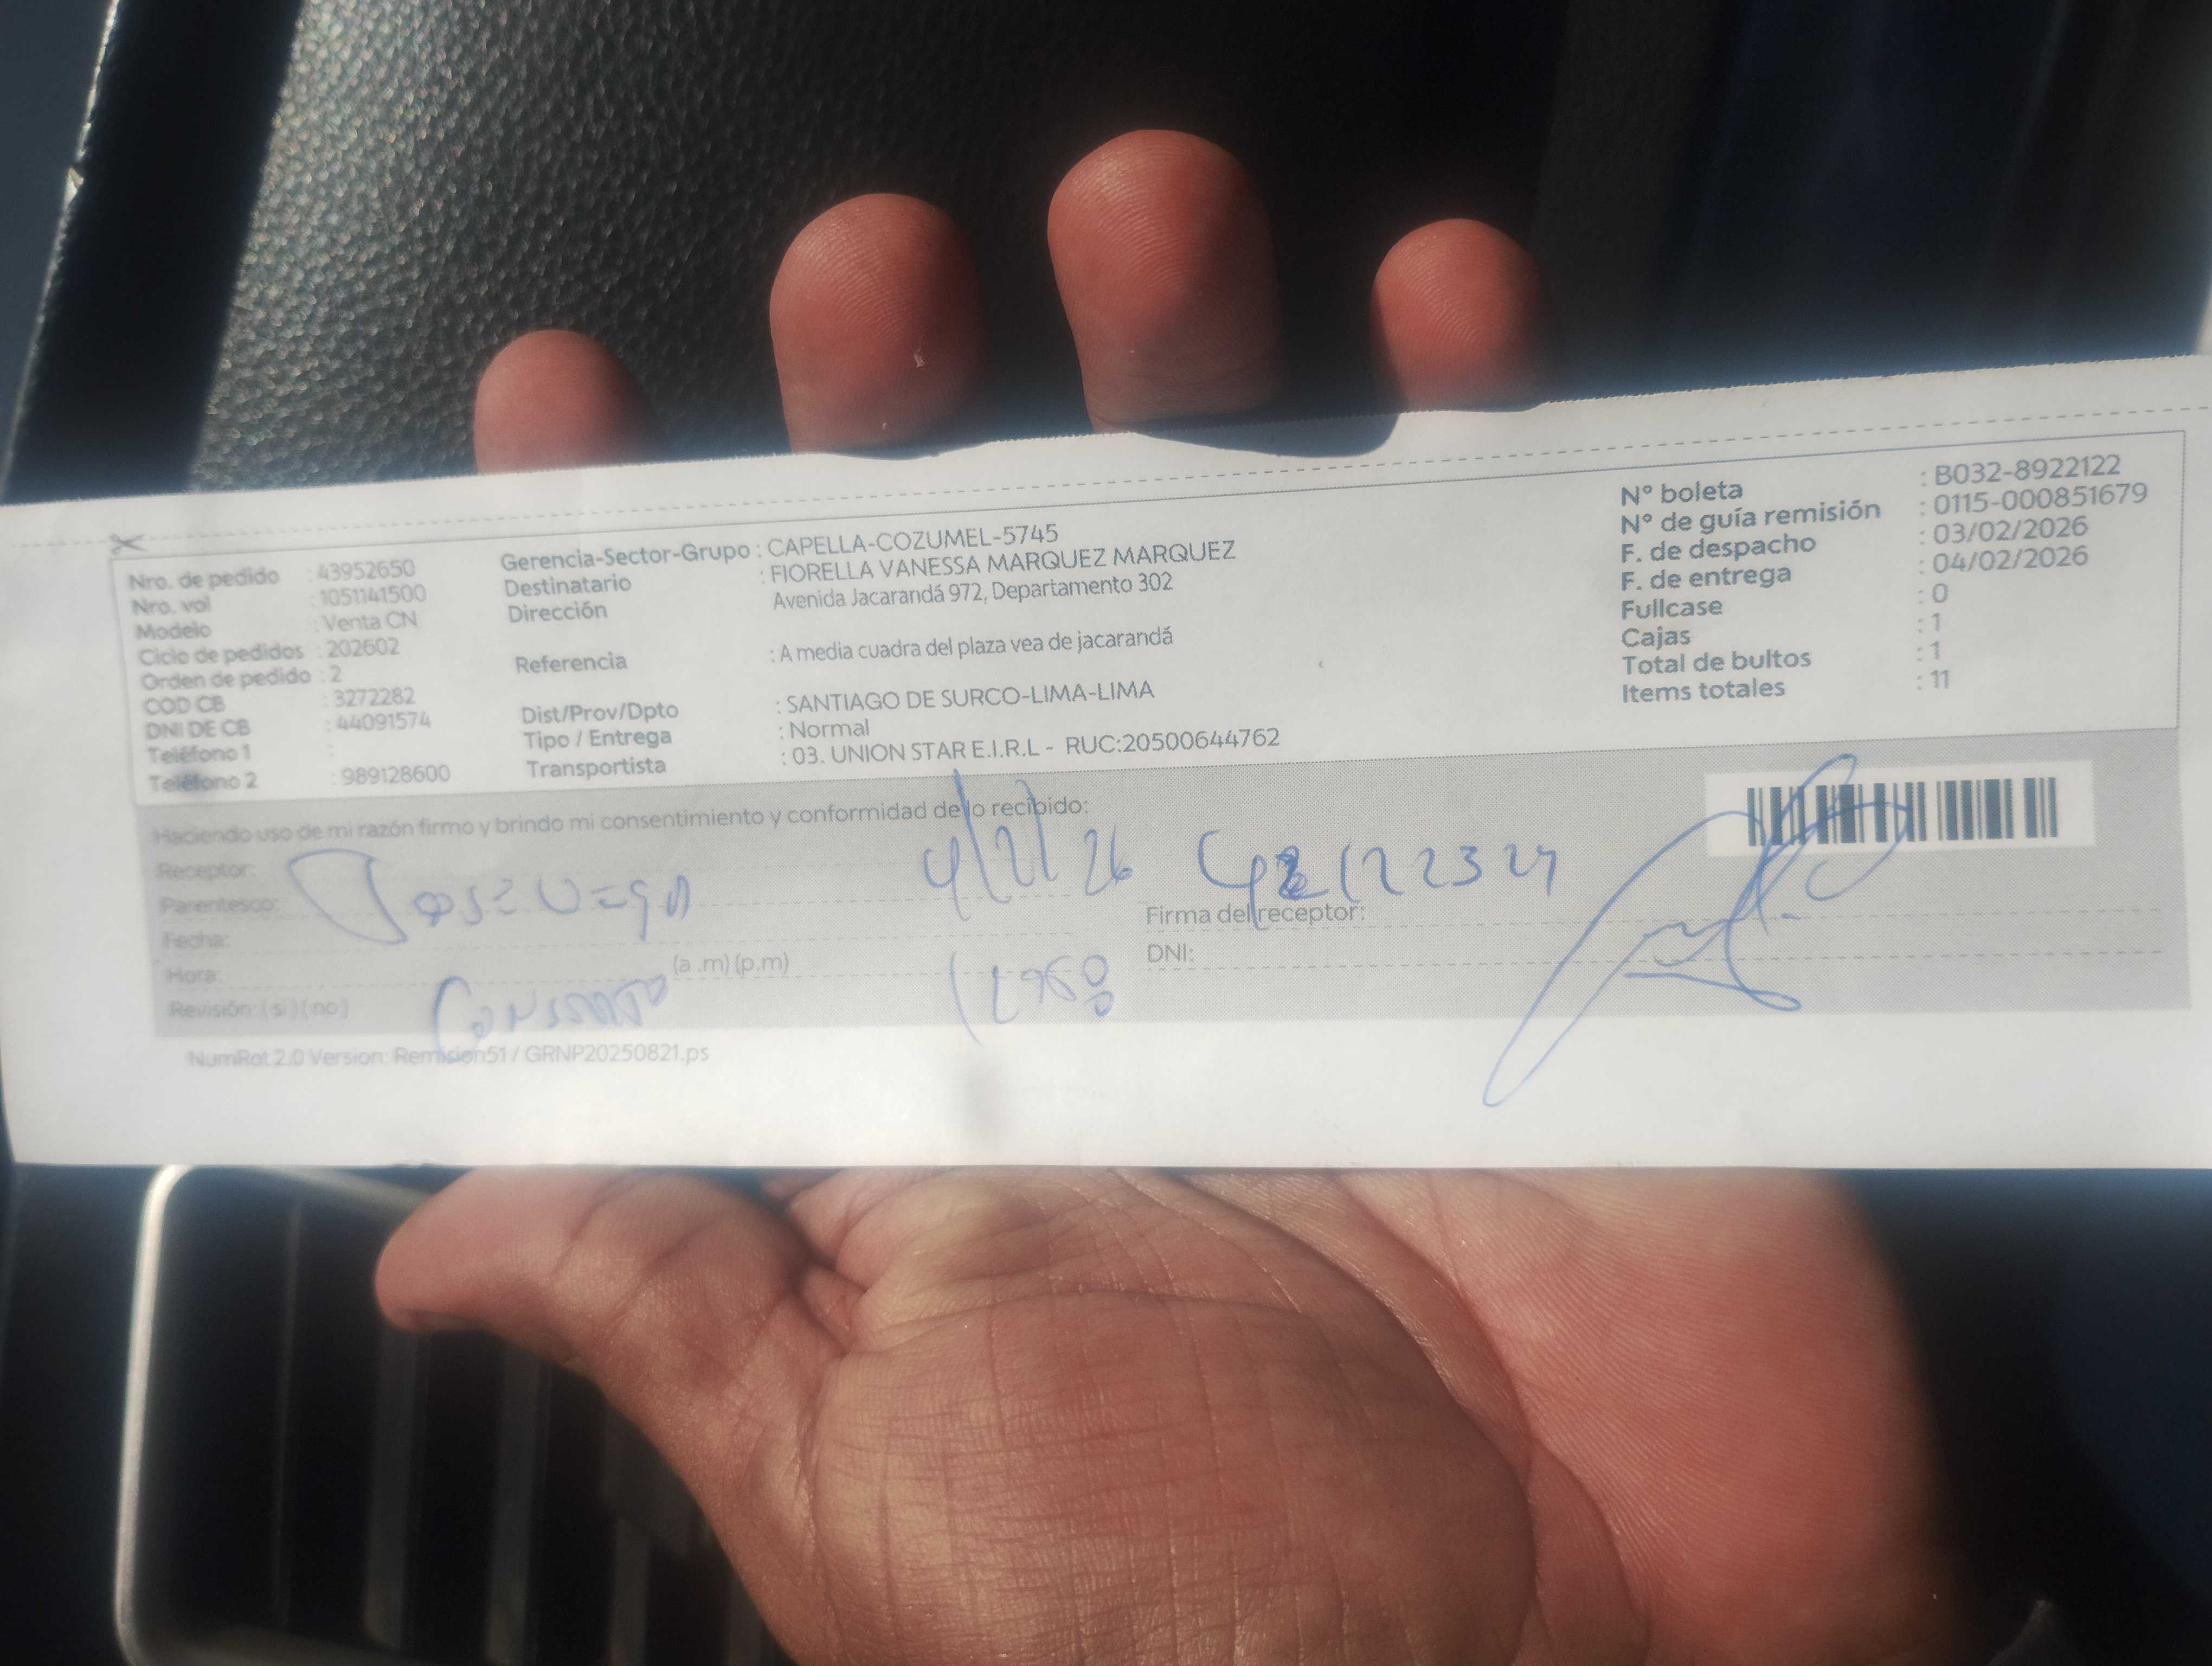 Nro. de pedido : 43952650
Nro. vol : 1051141500
Modelo : Venta CN
Ciclo de pedidos : 202602
Orden de pedido : 2
COD CB : 3272282
DNI DE CB : 44091574
Teléfono 1 :
Teléfono 2 : 989128600
Gerencia-Sector-Grupo : CAPELLA-COZUMEL-5745
Destinatario : FIORELLA VANESSA MARQUEZ MARQUEZ
Dirección Avenida Jacarandá 972, Departamento 302
Referencia : A media cuadra del plaza vea de jacarandá
Dist/Prov/Dpto : SANTIAGO DE SURCO-LIMA-LIMA
Tipo / Entrega : Normal
Transportista : 03. UNION STAR E.I.R.L - RUC:20500644762
N° boleta : B032-8922122
N° de guía remisión : 0115-000851679
F. de despacho : 03/02/2026
F. de entrega : 04/02/2026
Fullcase : 0
Cajas : 1
Total de bultos : 1
Items totales : 11
Haciendo uso de mi razón firmo y brindo mi consentimiento y conformidad de lo recibido:
Receptor:
Parentesco: José Vega
Fecha: 4/2/26
Hora: (a .m) (p.m)
Revisión: ( si ) ( no )
Firma del receptor:
DNI:
NumRot 2.0 Version: Remision51 / GRNP20250821.ps